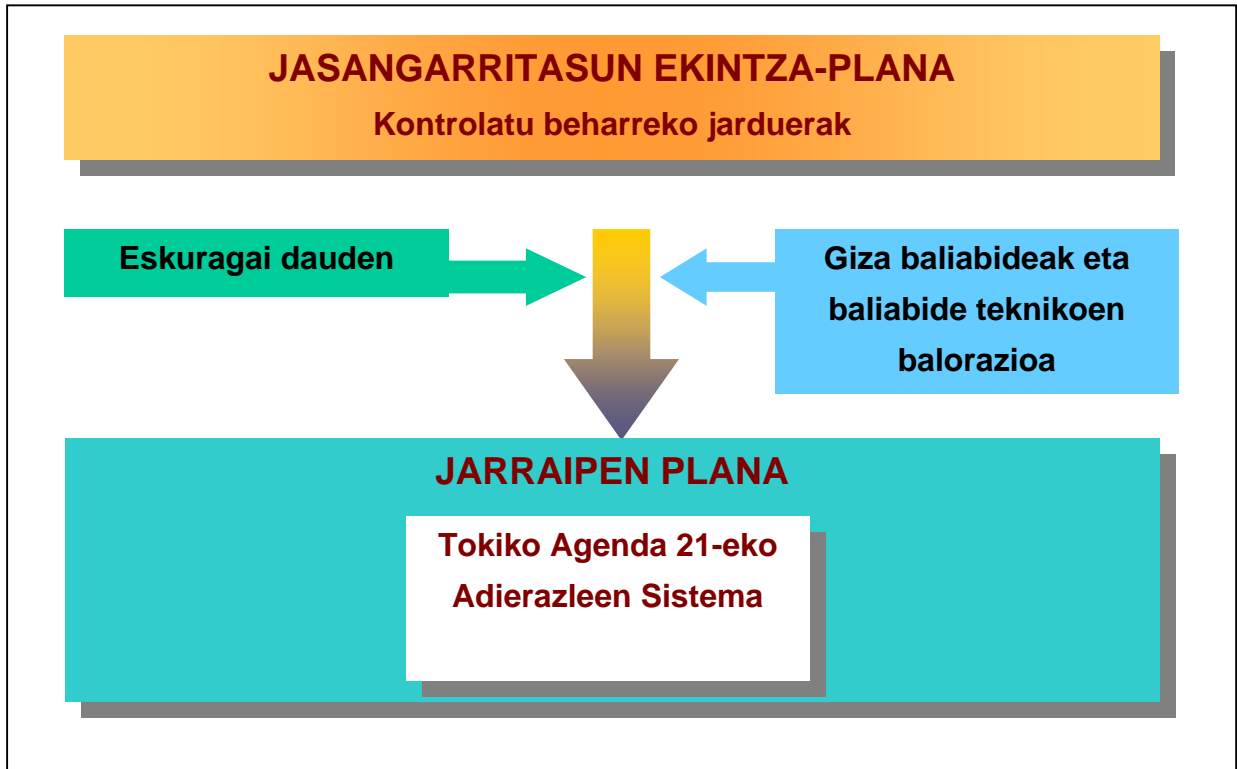 JASANGARRITASUN EKINTZA-PLANA
Kontrolatu beharreko jarduerak
Eskuragai dauden
Giza baliabideak eta
baliabide teknikoen
balorazioa
JARRAIPEN PLANA
Tokiko Agenda 21-eko
Adierazleen Sistema